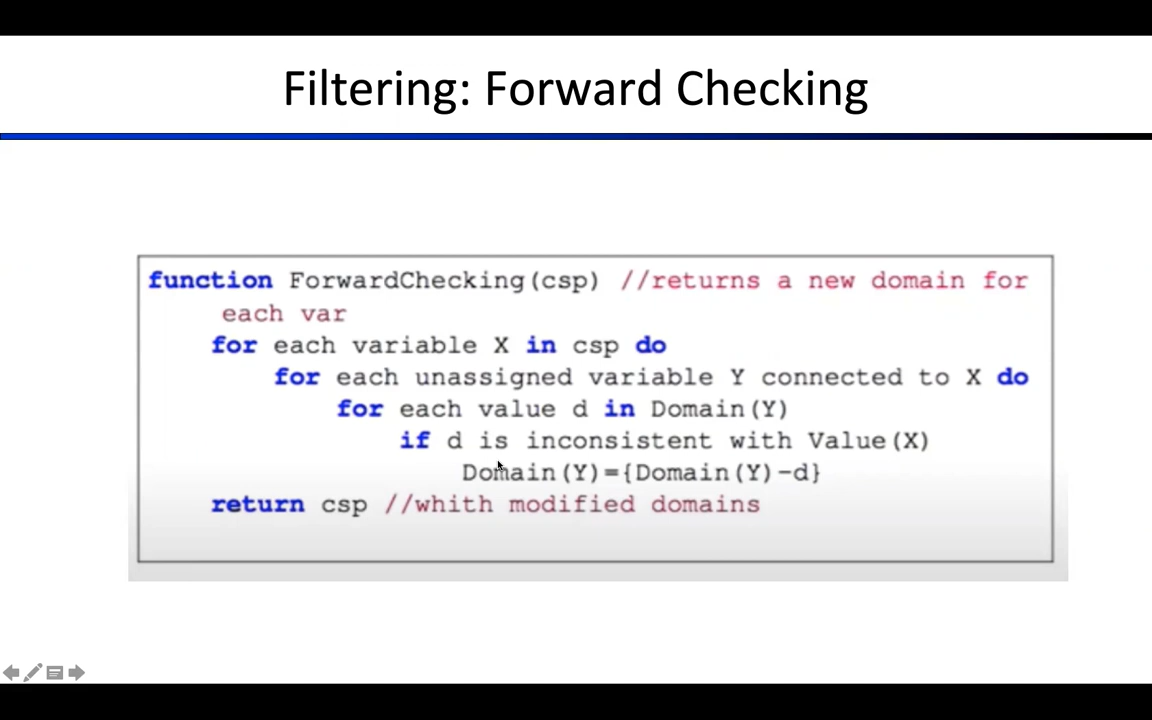 Filtering: Forward Checking
function ForwardChecking(csp) //returns a new domain for
each var
for each variable X in csp do
for each unassigned variable Y connected to X do
for each value d in Domain(Y)
if d is inconsistent with Value(X)
Domain(Y)={Domain(Y)-d}
return csp //whith modified domains